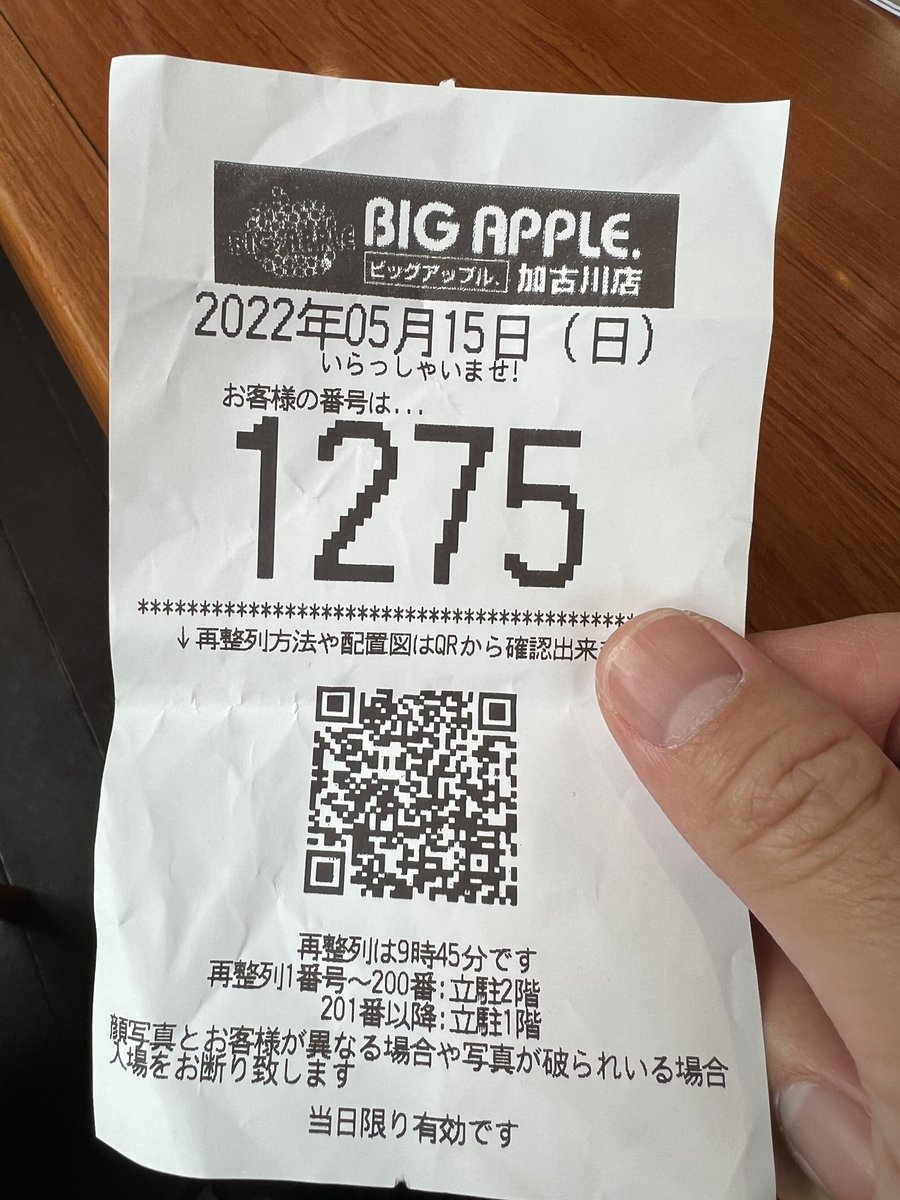 BIG APPLE.
ビッグアップル. 加古川店
2022年05月15日 (日)
いらっしゃいませ!
お客様の番号は...
1275
****************************************
↓再整列方法や配置図はQRから確認出来
再整列は9時45分です
再整列1番号～200番:立駐2階
201番以降:立駐1階
顔写真とお客様が異なる場合や写真が破られいる場合
入場をお断り致します
当日限り有効です